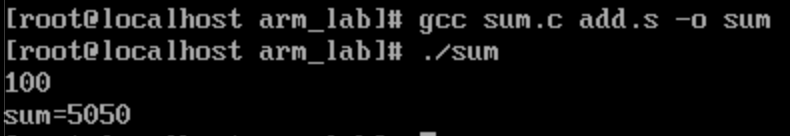 [root@localhost arm_lab]# gcc sum.c add.s -o sum
[root@localhost arm_lab]# ./sum
100
sum=5050